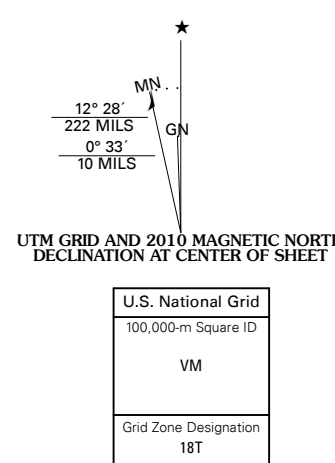 ★
MN
12° 28´
222 MILS
GN
0° 33´
10 MILS
UTM GRID AND 2010 MAGNETIC NORT
DECLINATION AT CENTER OF SHEET
U.S. National Grid
100,000-m Square ID
VM
Grid Zone Designation
18T